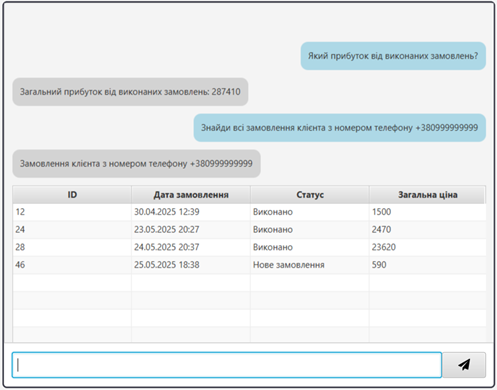 Який прибуток від виконаних замовлень?
Загальний прибуток від виконаних замовлень: 287410
Знайди всі замовлення клієнта з номером телефону +380999999999
Замовлення клієнта з номером телефону +380999999999
ID Дата замовлення Статус Загальна ціна
12 30.04.2025 12:39 Виконано 1500
24 23.05.2025 20:27 Виконано 2470
28 24.05.2025 20:37 Виконано 23620
46 25.05.2025 18:38 Нове замовлення 590